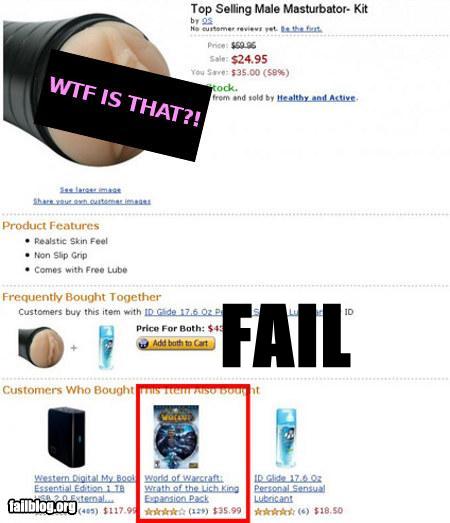 Top Selling Male Masturbator- Kit
by OS
No customer reviews yet. Be the first.
Price: $59.95
Sale: $24.95
You Save: $35.00 (58%)
WTF IS THAT?!
tock.
from and sold by Healthy and Active.
See larger image
Share your own customer images
Product Features
Realstic Skin Feel
Non Slip Grip
Comes with Free Lube
Frequently Bought Together
Customers buy this item with ID Glide 17.6 Oz ID
FAIL
Price For Both: $4
+
Add both to Cart
Customers Who Bought This Item Also Bought
WORLD WARCRAFT
Western Digital My Book
Essential Edition 1 TB
USB 2.0 External...
(405) $117.99
World of Warcraft:
Wrath of the Lich King
Expansion Pack
(129) $35.99
ID Glide 17.6 Oz
Personal Sensual
Lubricant
(6) $18.50
failblog.org